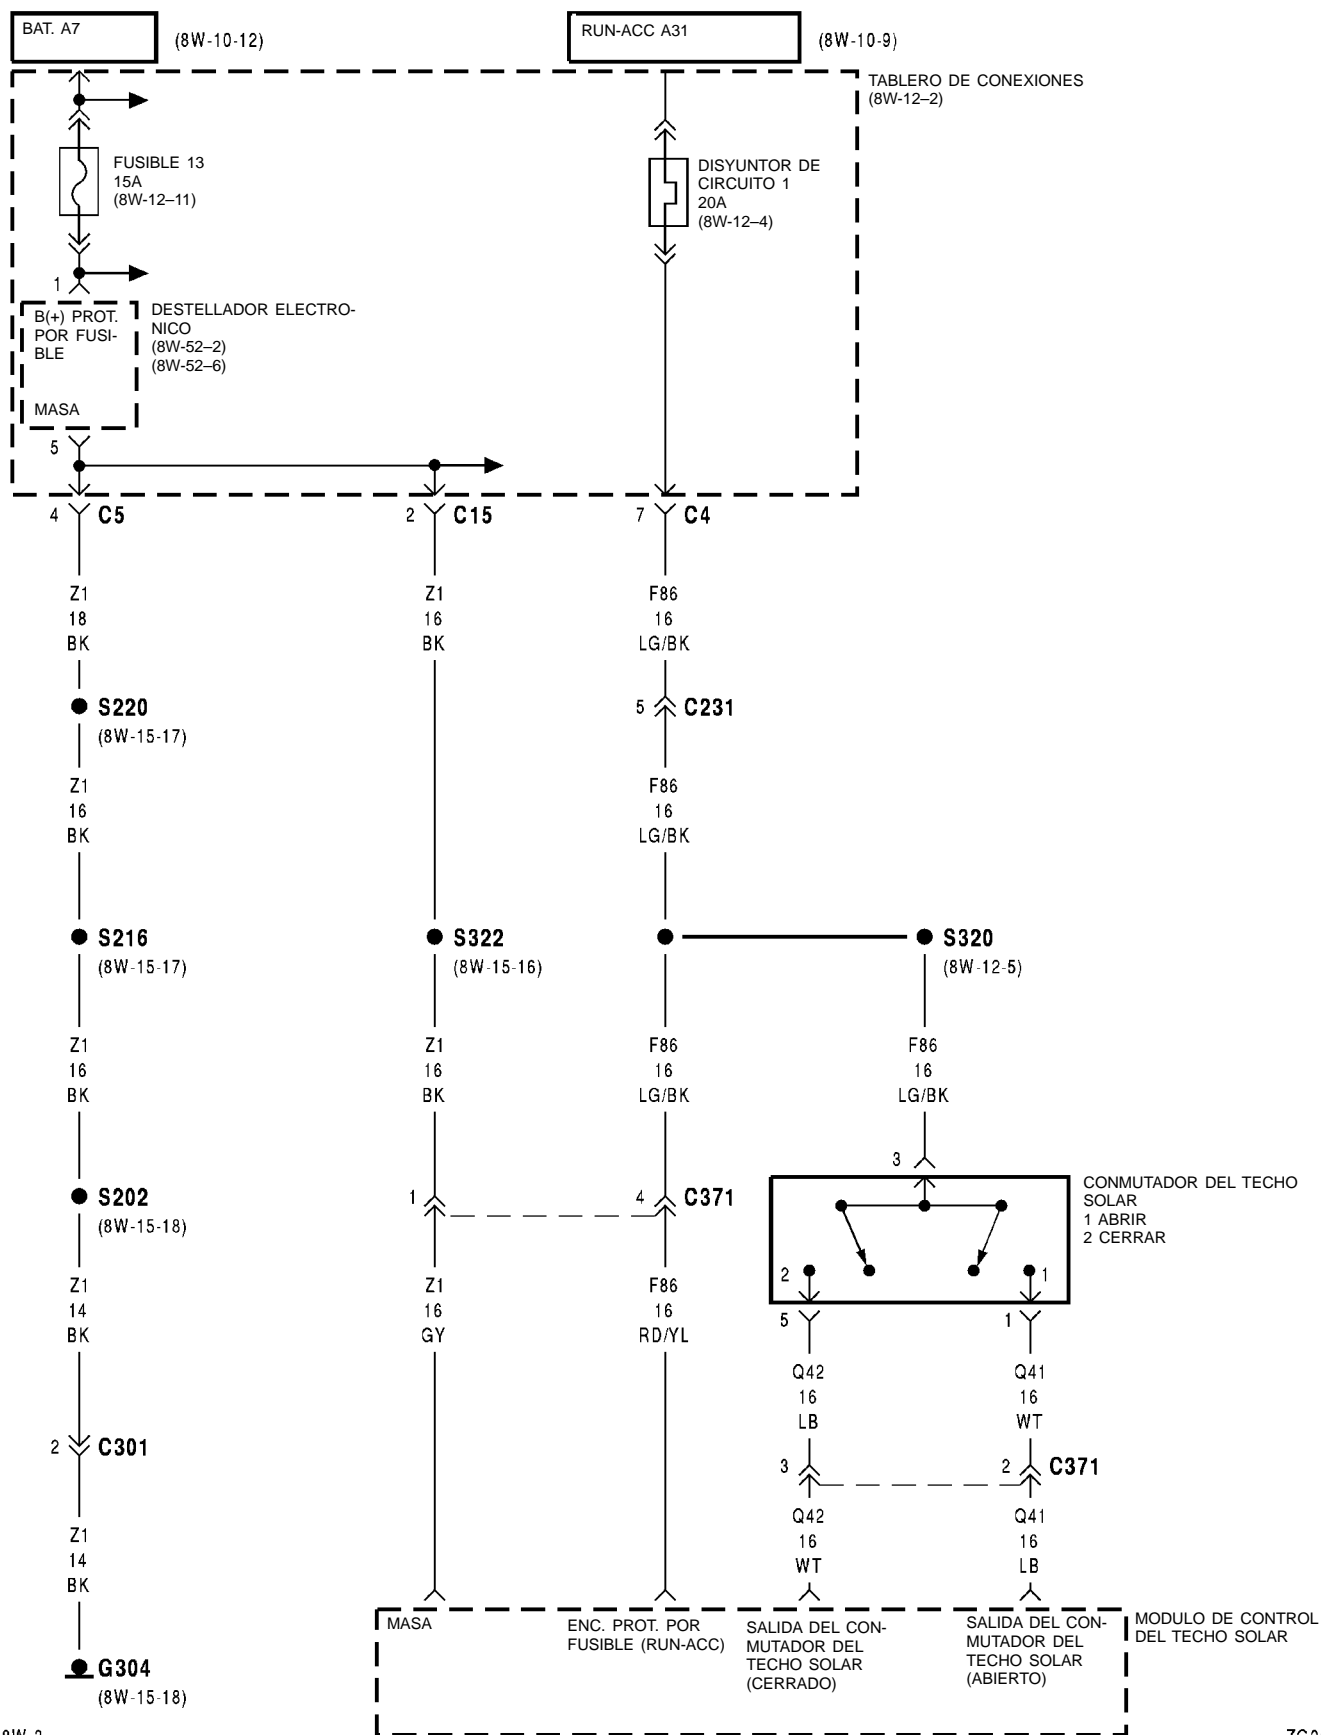 BAT. A7
(8W-10-12)
RUN-ACC A31
(8W-10-9)
TABLERO DE CONEXIONES
(8W-12–2)
FUSIBLE 13
15A
(8W-12–11)
DISYUNTOR DE
CIRCUITO 1
20A
(8W-12–4)
1
B(+) PROT.
POR FUSI-
BLE
MASA
DESTELLADOR ELECTRO-
NICO
(8W-52–2)
(8W-52–6)
5
4 C5
2 C15
7 C4
Z1
18
BK
Z1
16
BK
F86
16
LG/BK
S220
(8W-15-17)
5 C231
Z1
16
BK
F86
16
LG/BK
S216
(8W-15-17)
S322
(8W-15-16)
S320
(8W-12-5)
Z1
16
BK
Z1
16
BK
F86
16
LG/BK
F86
16
LG/BK
3
S202
(8W-15-18)
1
4 C371
CONMUTADOR DEL TECHO
SOLAR
1 ABRIR
2 CERRAR
2
1
5
1
Z1
14
BK
Z1
16
GY
F86
16
RD/YL
Q42
16
LB
Q41
16
WT
2 C301
3
2 C371
Z1
14
BK
Q42
16
WT
Q41
16
LB
G304
(8W-15-18)
MASA
ENC. PROT. POR
FUSIBLE (RUN-ACC)
SALIDA DEL CON-
MUTADOR DEL
TECHO SOLAR
(CERRADO)
SALIDA DEL CON-
MUTADOR DEL
TECHO SOLAR
(ABIERTO)
MODULO DE CONTROL
DEL TECHO SOLAR